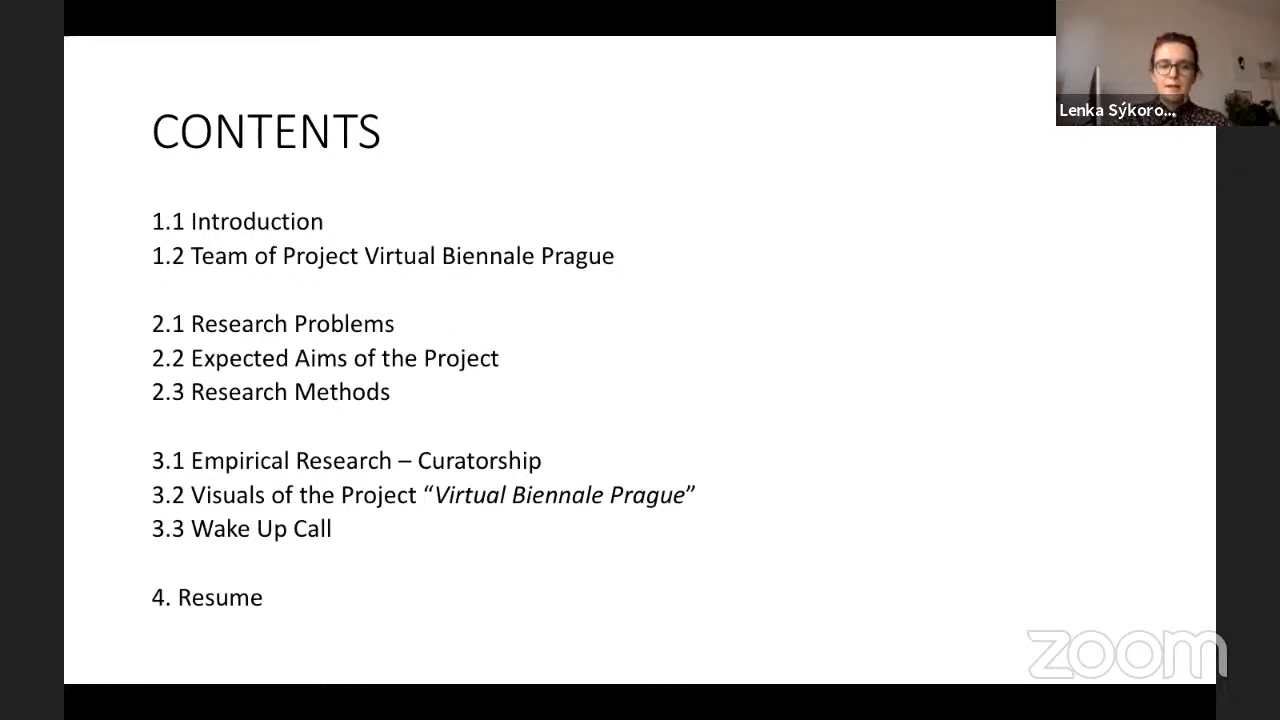 CONTENTS
1.1 Introduction
1.2 Team of Project Virtual Biennale Prague
2.1 Research Problems
2.2 Expected Aims of the Project
2.3 Research Methods
3.1 Empirical Research – Curatorship
3.2 Visuals of the Project “Virtual Biennale Prague”
3.3 Wake Up Call
4. Resume
Lenka Sýkoro...
zoom